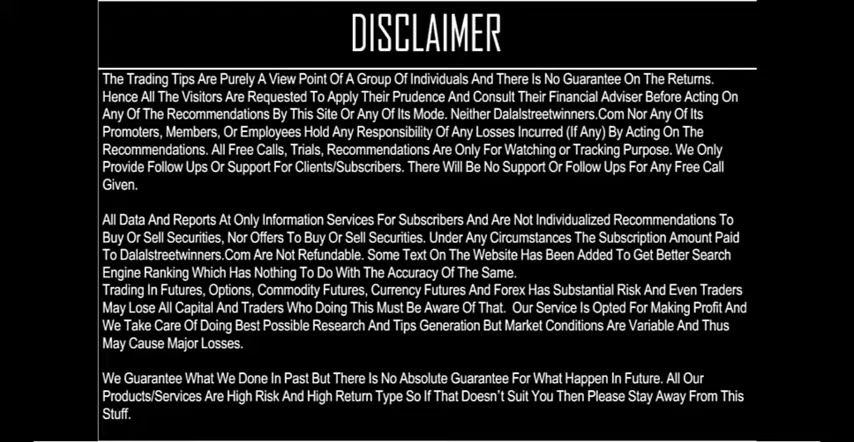 DISCLAIMER
The Trading Tips Are Purely A View Point Of A Group Of Individuals And There Is No Guarantee On The Returns.
Hence All The Visitors Are Requested To Apply Their Prudence And Consult Their Financial Adviser Before Acting On
Any Of The Recommendations By This Site Or Any Of Its Mode. Neither Dalalstreetwinners.Com Nor Any Of Its
Promoters, Members, Or Employees Hold Any Responsibility Of Any Losses Incurred (If Any) By Acting On The
Recommendations. All Free Calls, Trials, Recommendations Are Only For Watching or Tracking Purpose. We Only
Provide Follow Ups Or Support For Clients/Subscribers. There Will Be No Support Or Follow Ups For Any Free Call
Given.
All Data And Reports At Only Information Services For Subscribers And Are Not Individualized Recommendations To
Buy Or Sell Securities, Nor Offers To Buy Or Sell Securities. Under Any Circumstances The Subscription Amount Paid
To Dalalstreetwinners.Com Are Not Refundable. Some Text On The Website Has Been Added To Get Better Search
Engine Ranking Which Has Nothing To Do With The Accuracy Of The Same.
Trading In Futures, Options, Commodity Futures, Currency Futures And Forex Has Substantial Risk And Even Traders
May Lose All Capital And Traders Who Doing This Must Be Aware Of That. Our Service Is Opted For Making Profit And
We Take Care Of Doing Best Possible Research And Tips Generation But Market Conditions Are Variable And Thus
May Cause Major Losses.
We Guarantee What We Done In Past But There Is No Absolute Guarantee For What Happen In Future. All Our
Products/Services Are High Risk And High Return Type So If That Doesn't Suit You Then Please Stay Away From This
Stuff.